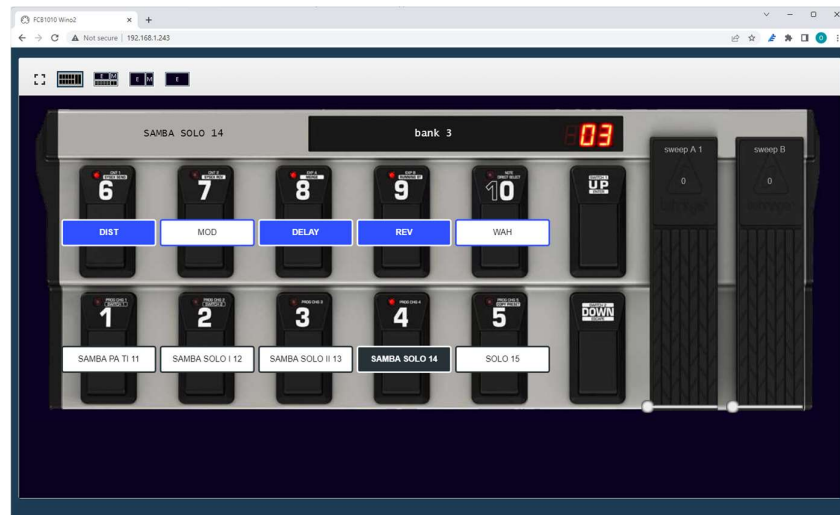 FCB1010 Wino2
Not secure | 192.168.1.243
E M
E M
E
SAMBA SOLO 14
bank 3
03
sweep A 1
sweep B
0
0
6
7
8
9
10
UP
DIST
MOD
DELAY
REV
WAH
1
2
3
4
5
DOWN
SAMBA PA TI 11
SAMBA SOLO I 12
SAMBA SOLO II 13
SAMBA SOLO 14
SOLO 15